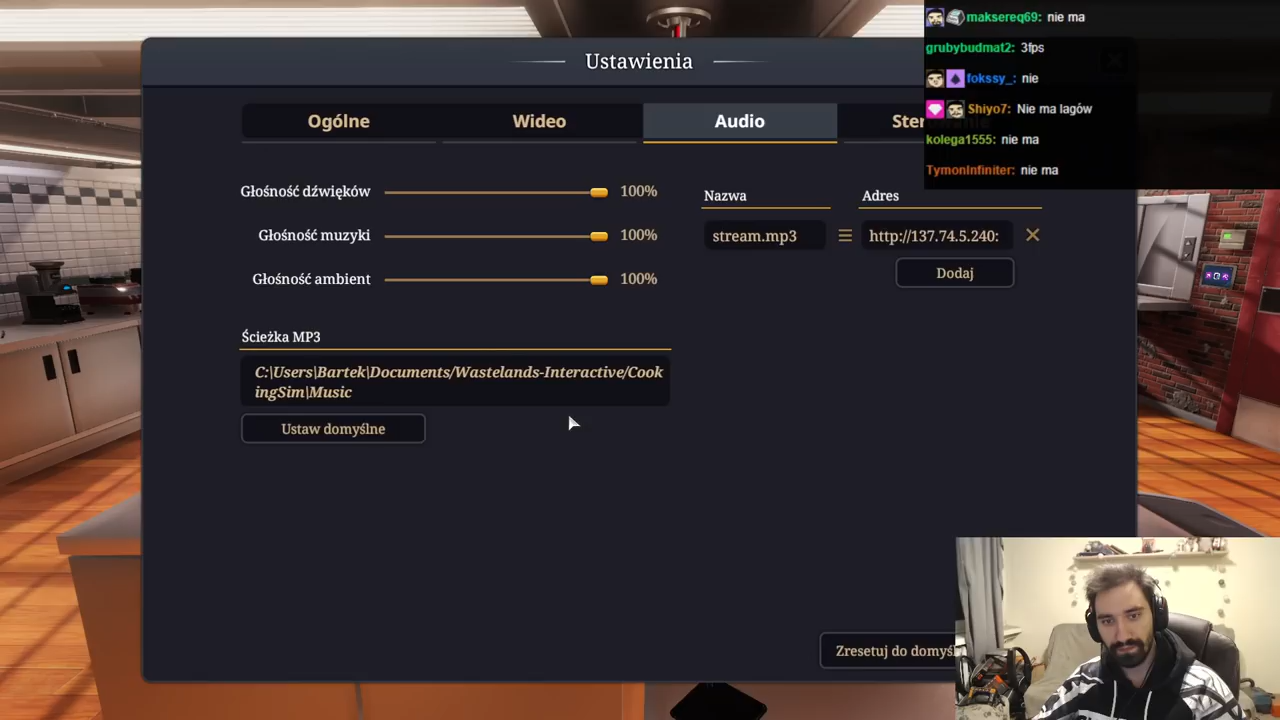 maksereq69: nie ma
grubybudmat2: 3fps
fokssy_: nie
Shiyo7: Nie ma lagów
kolega1555: nie ma
TymonInfiniter: nie ma
Ustawienia
Ogólne
Wideo
Audio
Ster
Głośność dźwięków
100%
Głośność muzyki
100%
Głośność ambient
100%
Nazwa
Adres
stream.mp3
http://137.74.5.240:
Dodaj
Ścieżka MP3
C:\Users\Bartek\Documents/Wastelands-Interactive/Cook
ingSim\Music
Ustaw domyślne
Zresetuj do domyśl